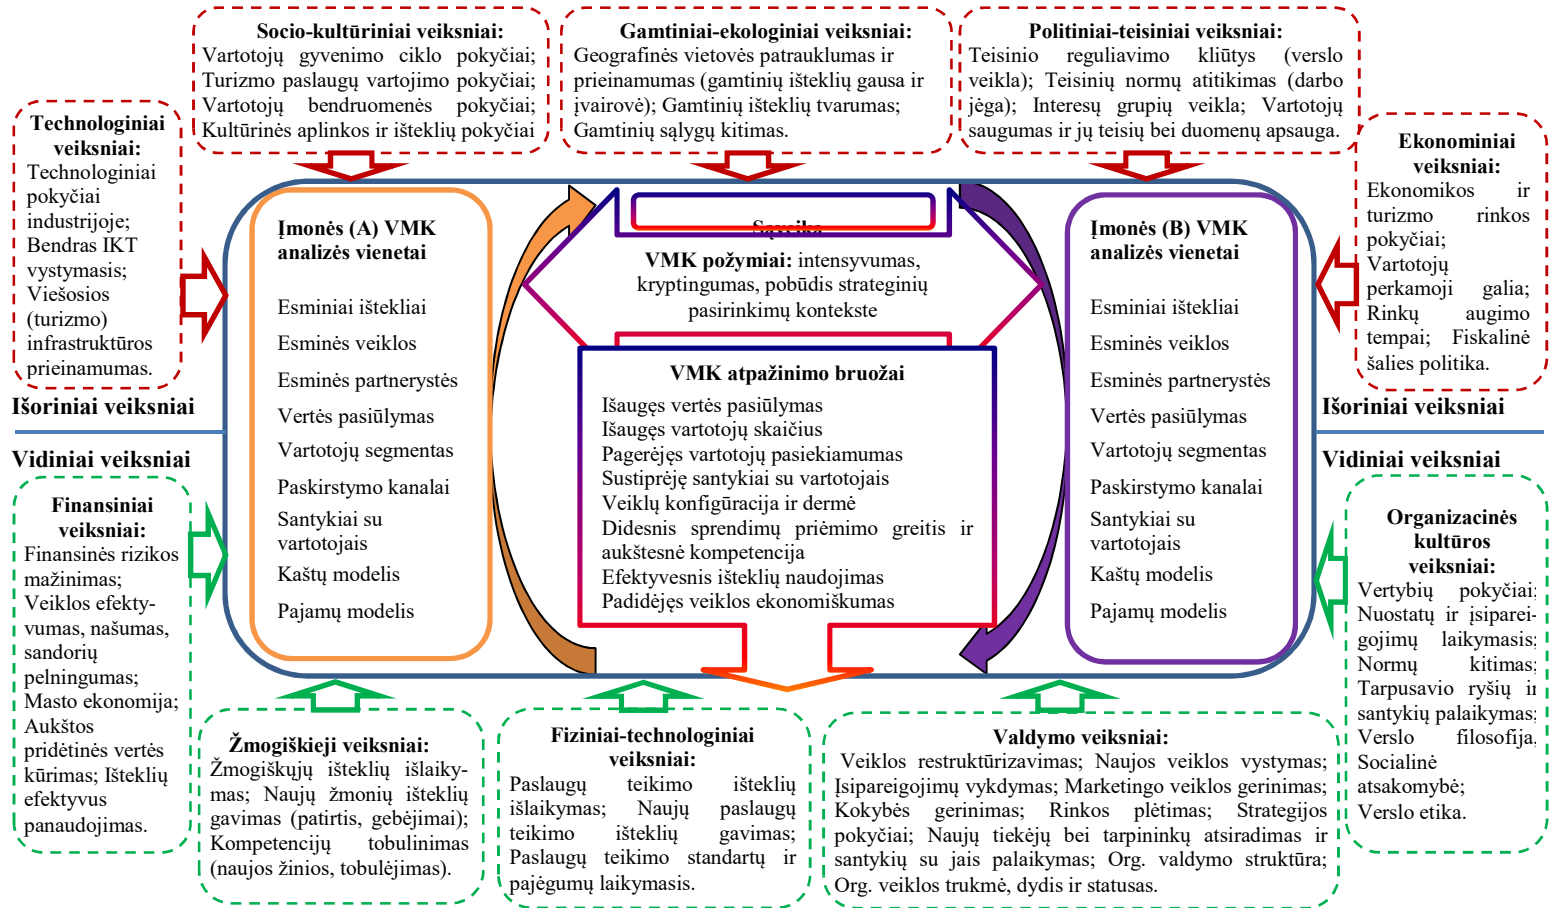 Socio-kultūriniai veiksniai:
Vartotojų gyvenimo ciklo pokyčiai;
Turizmo paslaugų vartojimo pokyčiai;
Vartotojų bendruomenės pokyčiai;
Kultūrinės aplinkos ir išteklių pokyčiai
Gamtiniai-ekologiniai veiksniai:
Geografinės vietovės patrauklumas ir
prieinamumas (gamtinių išteklių gausa ir
įvairovė); Gamtinių išteklių tvarumas;
Gamtinių sąlygų kitimas.
Politiniai-teisiniai veiksniai:
Teisinio reguliavimo kliūtys (verslo
veikla); Teisinių normų atitikimas (darbo
jėga); Interesų grupių veikla; Vartotojų
saugumas ir jų teisių bei duomenų apsauga.
Technologiniai
veiksniai:
Technologiniai
pokyčiai
industrijoje;
Bendras IKT
vystymasis;
Viešosios
(turizmo)
infrastruktūros
prieinamumas.
Ekonominiai
veiksniai:
Ekonomikos ir
turizmo rinkos
pokyčiai;
Vartotojų
perkamoji galia;
Rinkų augimo
tempai; Fiskalinė
šalies politika.
Išoriniai veiksniai
Vidiniai veiksniai
Išoriniai veiksniai
Vidiniai veiksniai
Įmonės (A) VMK
analizės vienetai
Esminiai ištekliai
Esminės veiklos
Esminės partnerystės
Vertės pasiūlymas
Vartotojų segmentas
Paskirstymo kanalai
Santykiai su
vartotojais
Kaštų modelis
Pajamų modelis
Sąveika
VMK požymiai: intensyvumas,
kryptingumas, pobūdis strateginių
pasirinkimų kontekste
VMK atpažinimo bruožai
Išaugęs vertės pasiūlymas
Išaugęs vartotojų skaičius
Pagerėjęs vartotojų pasiekiamumas
Sustiprėję santykiai su vartotojais
Veiklų konfigūracija ir dermė
Didesnis sprendimų priėmimo greitis ir
aukštesnė kompetencija
Efektyvesnis išteklių naudojimas
Padidėjęs veiklos ekonomiškumas
Įmonės (B) VMK
analizės vienetai
Esminiai ištekliai
Esminės veiklos
Esminės partnerystės
Vertės pasiūlymas
Vartotojų segmentas
Paskirstymo kanalai
Santykiai su
vartotojais
Kaštų modelis
Pajamų modelis
Finansiniai
veiksniai:
Finansinės rizikos
mažinimas;
Veiklos efekty-
vumas, našumas,
sandorių
pelningumas;
Masto ekonomija;
Aukštos
pridėtinės vertės
kūrimas; Išteklių
efektyvus
panaudojimas.
Organizacinės
kultūros
veiksniai:
Vertybių pokyčiai;
Nuostatų ir įsiparei-
gojimų laikymasis;
Normų kitimas;
Tarpusavio ryšių ir
santykių palaikymas;
Verslo filosofija,
Socialinė
atsakomybė;
Verslo etika.
Žmogiškieji veiksniai:
Žmogiškųjų išteklių išlaiky-
mas; Naujų žmonių išteklių
gavimas (patirtis, gebėjimai);
Kompetencijų tobulinimas
(naujos žinios, tobulėjimas).
Fiziniai-technologiniai
veiksniai:
Paslaugų teikimo išteklių
išlaikymas; Naujų paslaugų
teikimo išteklių gavimas;
Paslaugų teikimo standartų ir
pajėgumų laikymasis.
Valdymo veiksniai:
Veiklos restruktūrizavimas; Naujos veiklos vystymas;
Įsipareigojimų vykdymas; Marketingo veiklos gerinimas;
Kokybės gerinimas; Rinkos plėtimas; Strategijos
pokyčiai; Naujų tiekėjų bei tarpininkų atsiradimas ir
santykių su jais palaikymas; Org. valdymo struktūra;
Org. veiklos trukmė, dydis ir statusas.